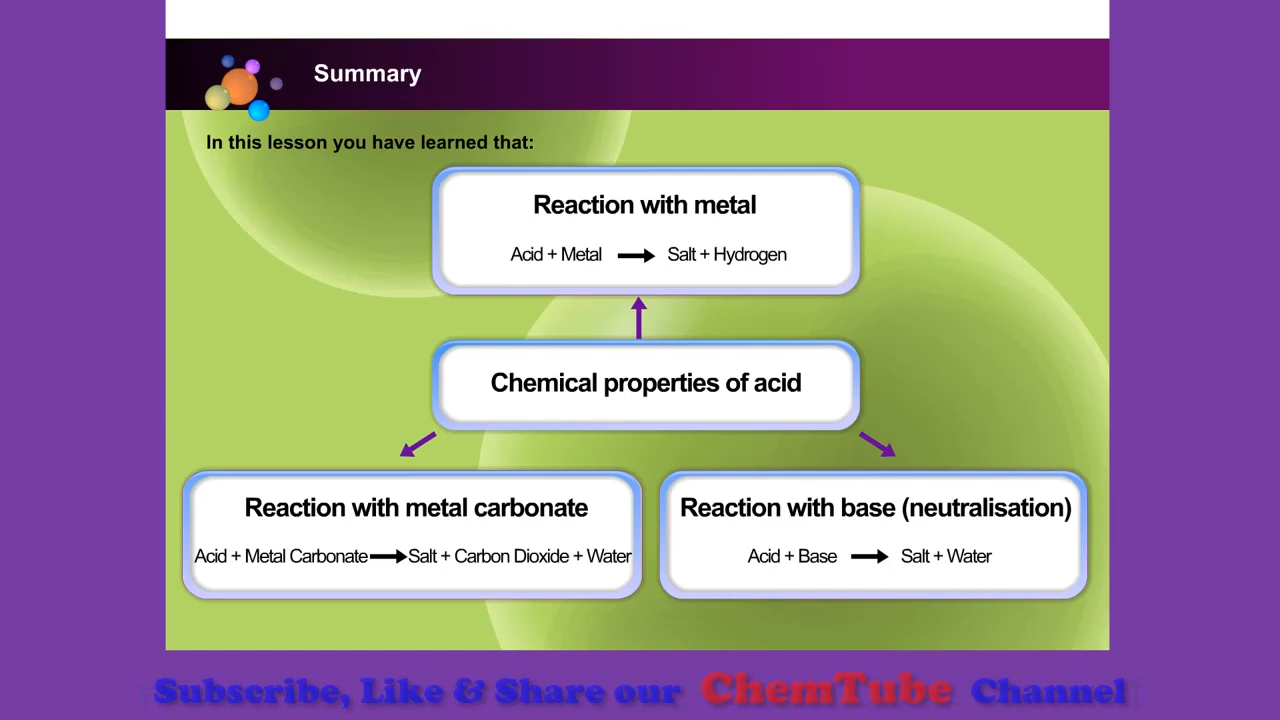 Summary
In this lesson you have learned that:
Reaction with metal
Acid + Metal → Salt + Hydrogen
Chemical properties of acid
Reaction with metal carbonate
Acid + Metal Carbonate → Salt + Carbon Dioxide + Water
Reaction with base (neutralisation)
Acid + Base → Salt + Water
Subscribe, Like & Share our ChemTube Channel